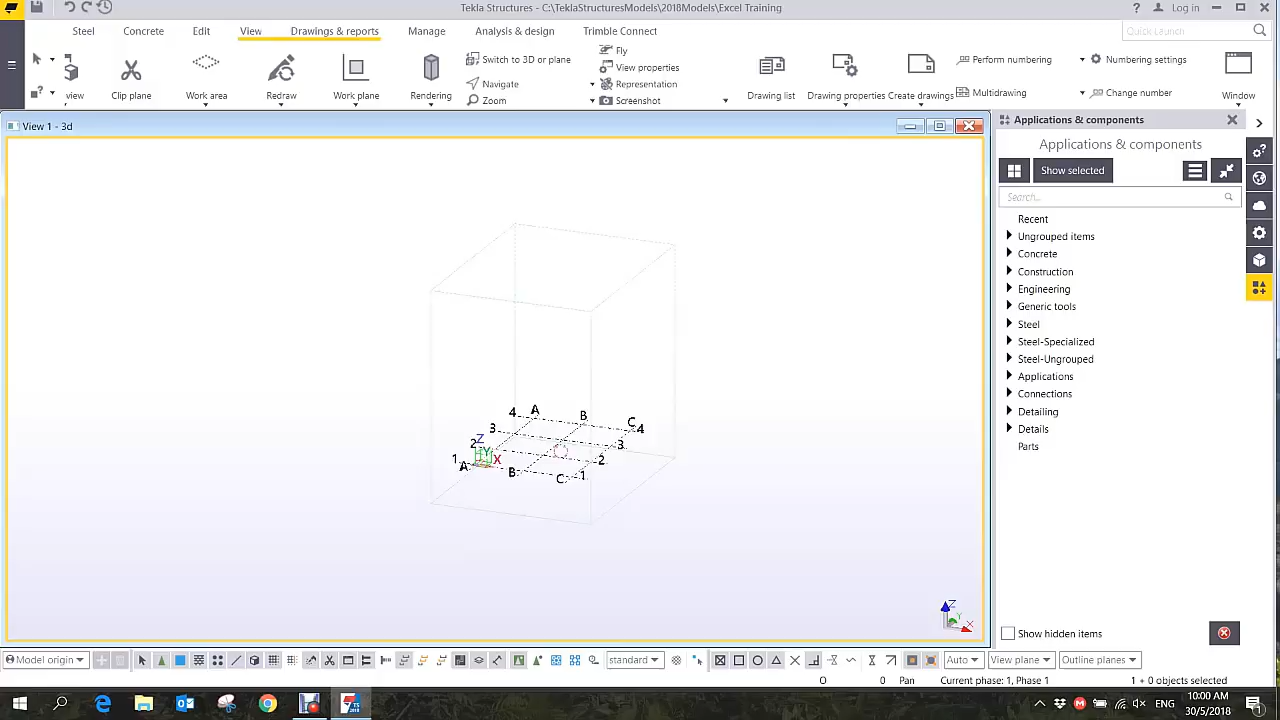 Tekla Structures - C:\TeklaStructuresModels\2018Models\Excel Training
Log in
Steel
Concrete
Edit
View
Drawings & reports
Manage
Analysis & design
Trimble Connect
Quick Launch
view
Clip plane
Work area
Redraw
Work plane
Rendering
Switch to 3D or plane
Navigate
Zoom
Fly
View properties
Representation
Screenshot
Drawing list
Drawing properties
Create drawings
Perform numbering
Multidrawing
Numbering settings
Change number
Window
View 1 - 3d
Applications & components
Applications & components
Show selected
Search...
Recent
Ungrouped items
Concrete
Construction
Engineering
Generic tools
Steel
Steel-Specialized
Steel-Ungrouped
Applications
Connections
Detailing
Details
Parts
4 A B C 4
3 3
2 Z Y X 2
1 A B C 1
Z Y X
Show hidden items
Model origin
standard
Auto
View plane
Outline planes
O 0 Pan Current phase: 1, Phase 1 1 + 0 objects selected
ENG
10:00 AM
30/5/2018